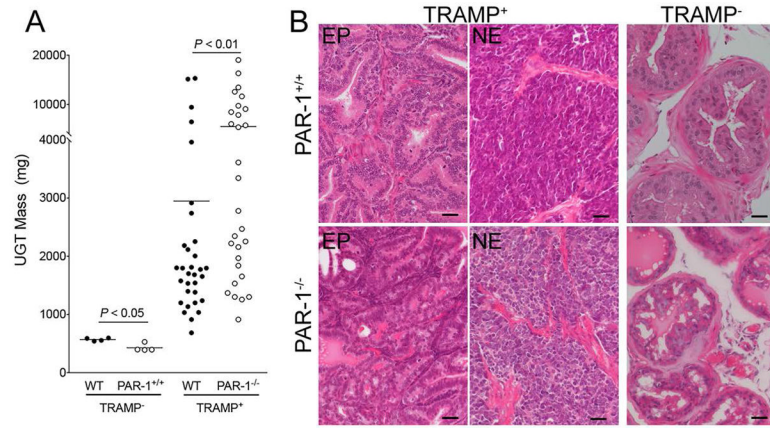 A
P < 0.01
20000
10000
4000
3000
2000
1000
0
UGT Mass (mg)
P < 0.05
WT PAR-1+/+ WT PAR-1-/-
TRAMP- TRAMP+
B
TRAMP+ TRAMP-
PAR-1+/+
EP NE
PAR-1-/-
EP NE